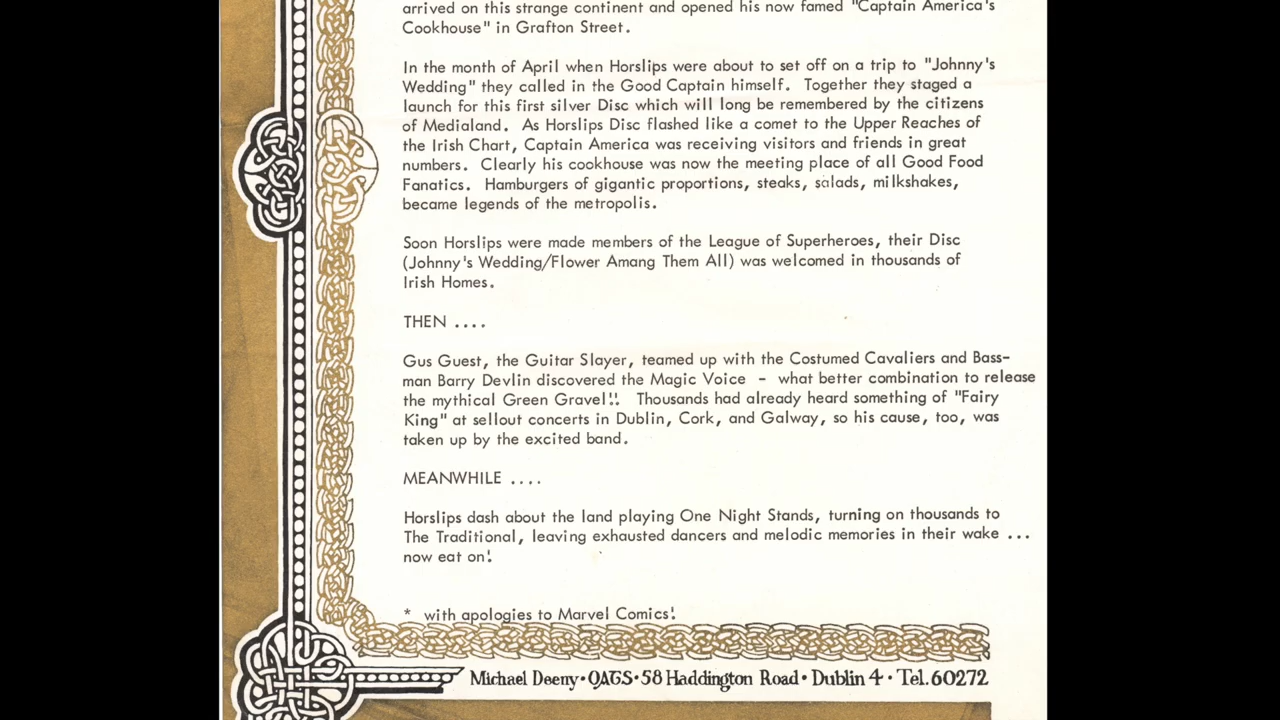 arrived on this strange continent and opened his now famed "Captain America's
Cookhouse" in Grafton Street.
In the month of April when Horslips were about to set off on a trip to "Johnny's
Wedding" they called in the Good Captain himself. Together they staged a
launch for this first silver Disc which will long be remembered by the citizens
of Medialand. As Horslips Disc flashed like a comet to the Upper Reaches of
the Irish Chart, Captain America was receiving visitors and friends in great
numbers. Clearly his cookhouse was now the meeting place of all Good Food
Fanatics. Hamburgers of gigantic proportions, steaks, salads, milkshakes,
became legends of the metropolis.
Soon Horslips were made members of the League of Superheroes, their Disc
(Johnny's Wedding/Flower Amang Them All) was welcomed in thousands of
Irish Homes.
THEN ....
Gus Guest, the Guitar Slayer, teamed up with the Costumed Cavaliers and Bass-
man Barry Devlin discovered the Magic Voice - what better combination to release
the mythical Green Gravel!! Thousands had already heard something of "Fairy
King" at sellout concerts in Dublin, Cork, and Galway, so his cause, too, was
taken up by the excited band.
MEANWHILE ....
Horslips dash about the land playing One Night Stands, turning on thousands to
The Traditional, leaving exhausted dancers and melodic memories in their wake ...
now eat on!
* with apologies to Marvel Comics!
Michael Deeny • OATS • 58 Haddington Road • Dublin 4 • Tel. 60272